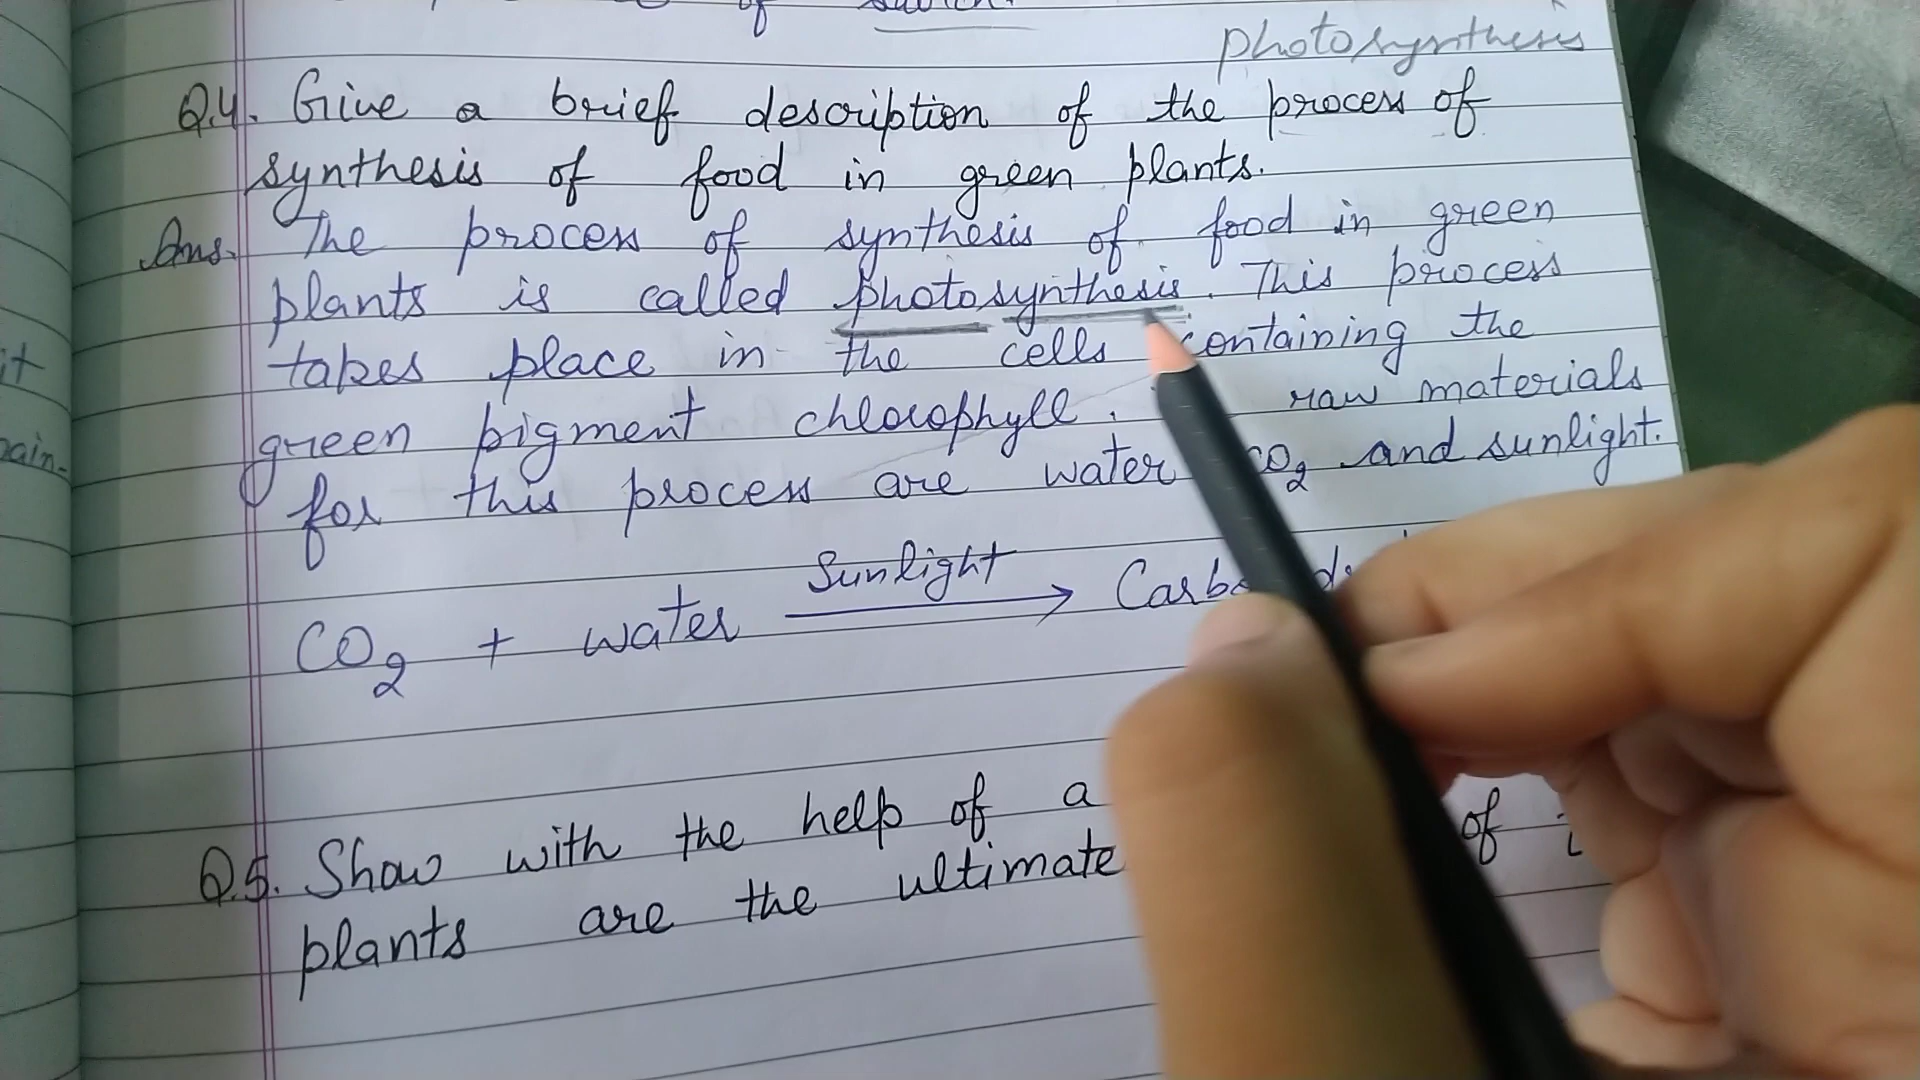 of
photosynthesis
Q.4. Give a brief description of the process of
synthesis of food in green plants.
Ans. The process of synthesis of food in green
plants is called photosynthesis. This process
takes place in the cells containing the
green pigment chlorophyll. raw materials
for this process are water CO2 and sunlight.
Sunlight
CO2 + water → Carb
Q.5. Show with the help of a of
plants are the ultimate